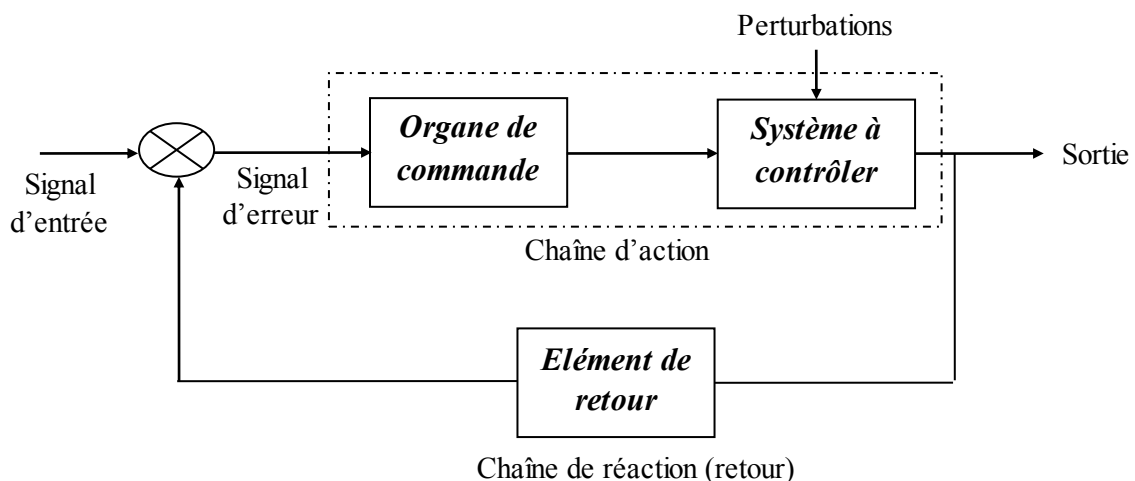 Perturbations
Organe de
commande
Système à
contrôler
Sortie
Signal
d’entrée
Signal
d’erreur
Chaîne d’action
Elément de
retour
Chaîne de réaction (retour)